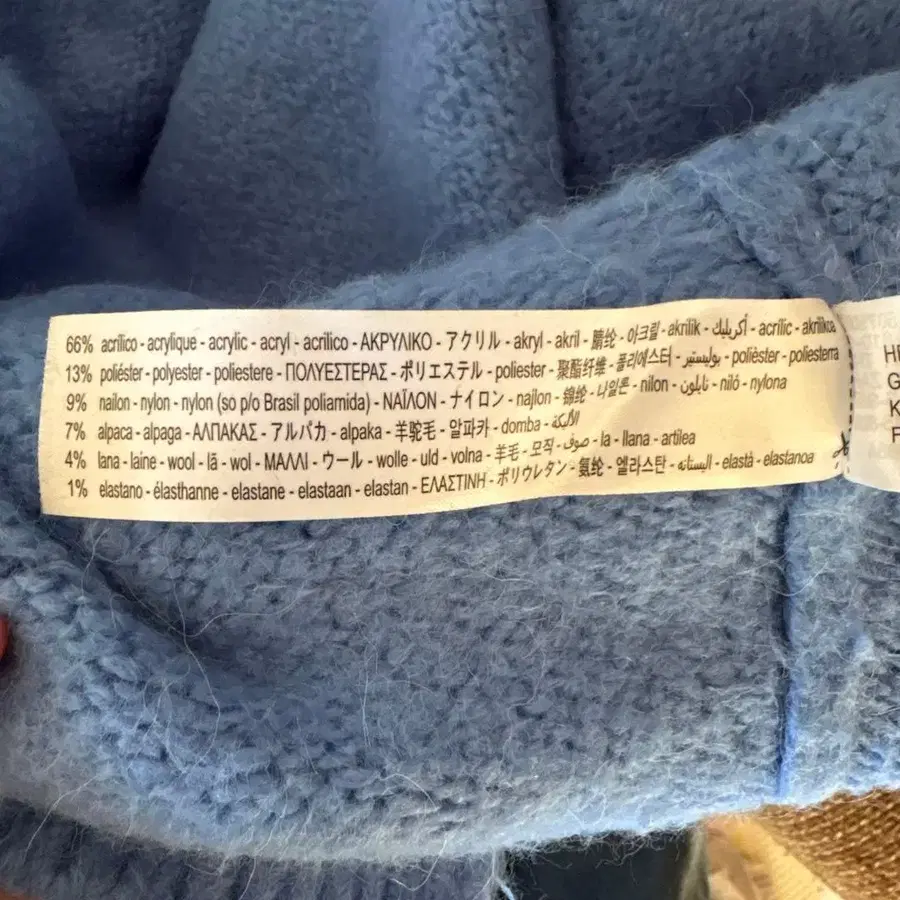 66% acrílico - acrylique - acrylic - acryl - acrilico - ΑΚΡΥΛΙΚΟ - アクリル - akryl - akril - 腈纶 - 아크릴 - akrilik - أكريليك - acrílic - akrilikoa
13% poliéster - polyester - poliestere - ΠΟΛΥΕΣΤΕΡΑΣ - ポリエステル - poliester - 聚酯纤维 - 폴리에스터 - بوليستير - polièster - poliesterra
9% nailon - nylon - nylon (so p/o Brasil poliamida) - ΝΑΪΛΟΝ - ナイロン - najlon - 锦纶 - 나일론 - nilon - نايلون - niló - nylona
7% alpaca - alpaga - ΑΛΠΑΚΑΣ - アルパカ - alpaka - 羊驼毛 - 알파카 - domba - الألبكة
4% lana - laine - wool - lã - wol - ΜΑΛΛΙ - ウール - wolle - uld - volna - 羊毛 - 모직 - صوف - la - llana - artilea
1% elastano - élasthanne - elastane - elastaan - elastan - ΕΛΑΣΤΙΝΗ - ポリウレタン - 氨纶 - 엘라스탄 - اليستانه - elastà - elastanoa
HE
G
K
F